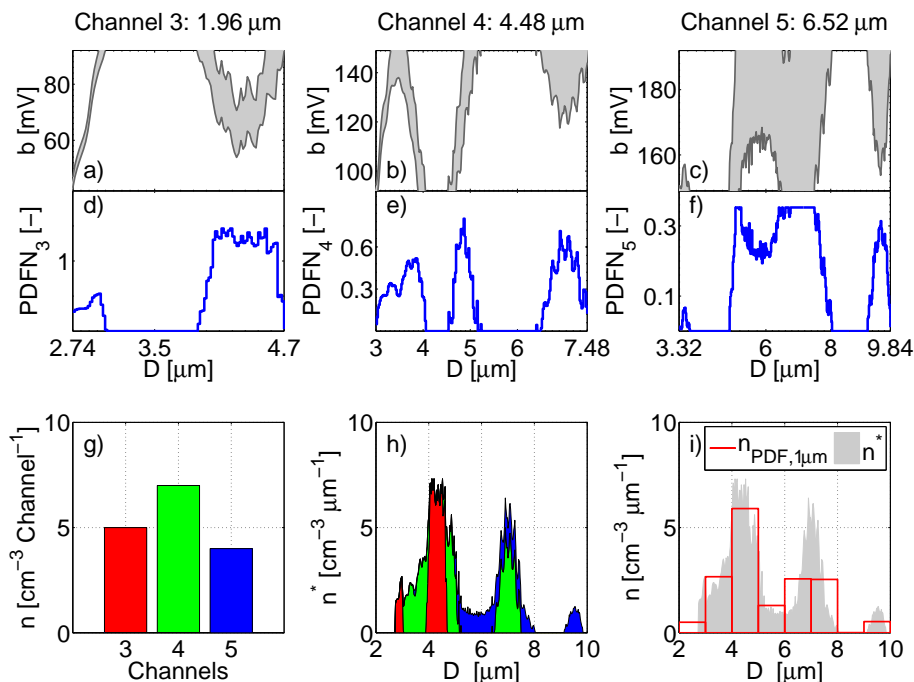 Channel 3: 1.96 μm
Channel 4: 4.48 μm
Channel 5: 6.52 μm
b [mV]
80
60
a)
b [mV]
140
120
100
b)
b [mV]
180
160
c)
PDFN3 [−]
1
d)
2.74 3.5 4.7
D [μm]
PDFN4 [−]
0.6
0.3
e)
3 4 5 6 7.48
D [μm]
PDFN5 [−]
0.3
0.1
f)
3.32 6 8 9.84
D [μm]
n [cm−3 Channel−1]
10
5
0
g)
3 4 5
Channels
n* [cm−3 μm−1]
10
5
0
h)
2 4 6 8 10
D [μm]
n [cm−3 μm−1]
10
5
0
i)
nPDF,1μm n*
2 4 6 8 10
D [μm]